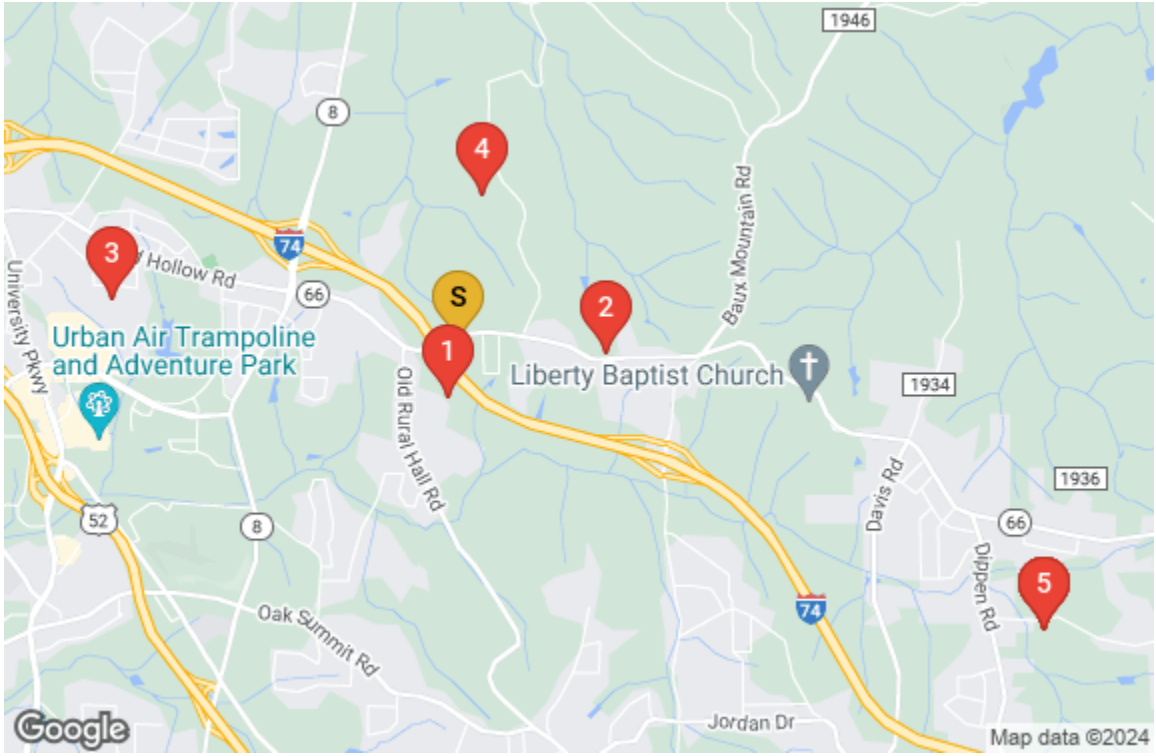 1946
8
4
Baux Mountain Rd
74
3
Hollow Rd
66
S
2
University Pkwy
Urban Air Trampoline
and Adventure Park
1
Liberty Baptist Church
1934
Old Rural Hall Rd
Davis Rd
1936
52
8
66
Dippen Rd
5
74
Oak Summit Rd
Jordan Dr
Google
Map data ©2024